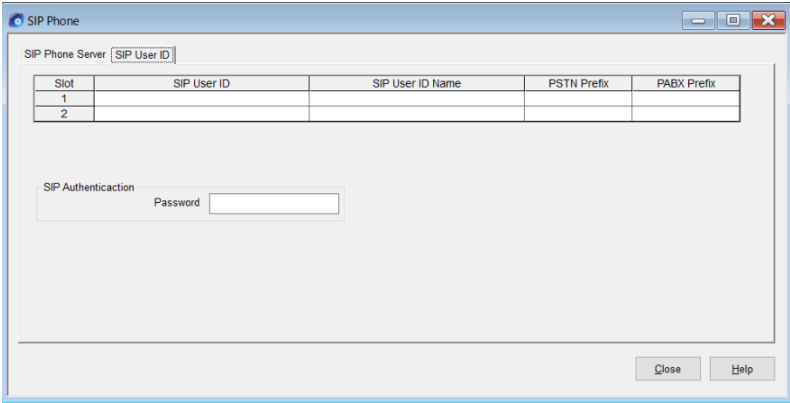 SIP Phone
SIP Phone Server SIP User ID
Slot SIP User ID SIP User ID Name PSTN Prefix PABX Prefix
1
2
SIP Authenticaction
Password
Close Help